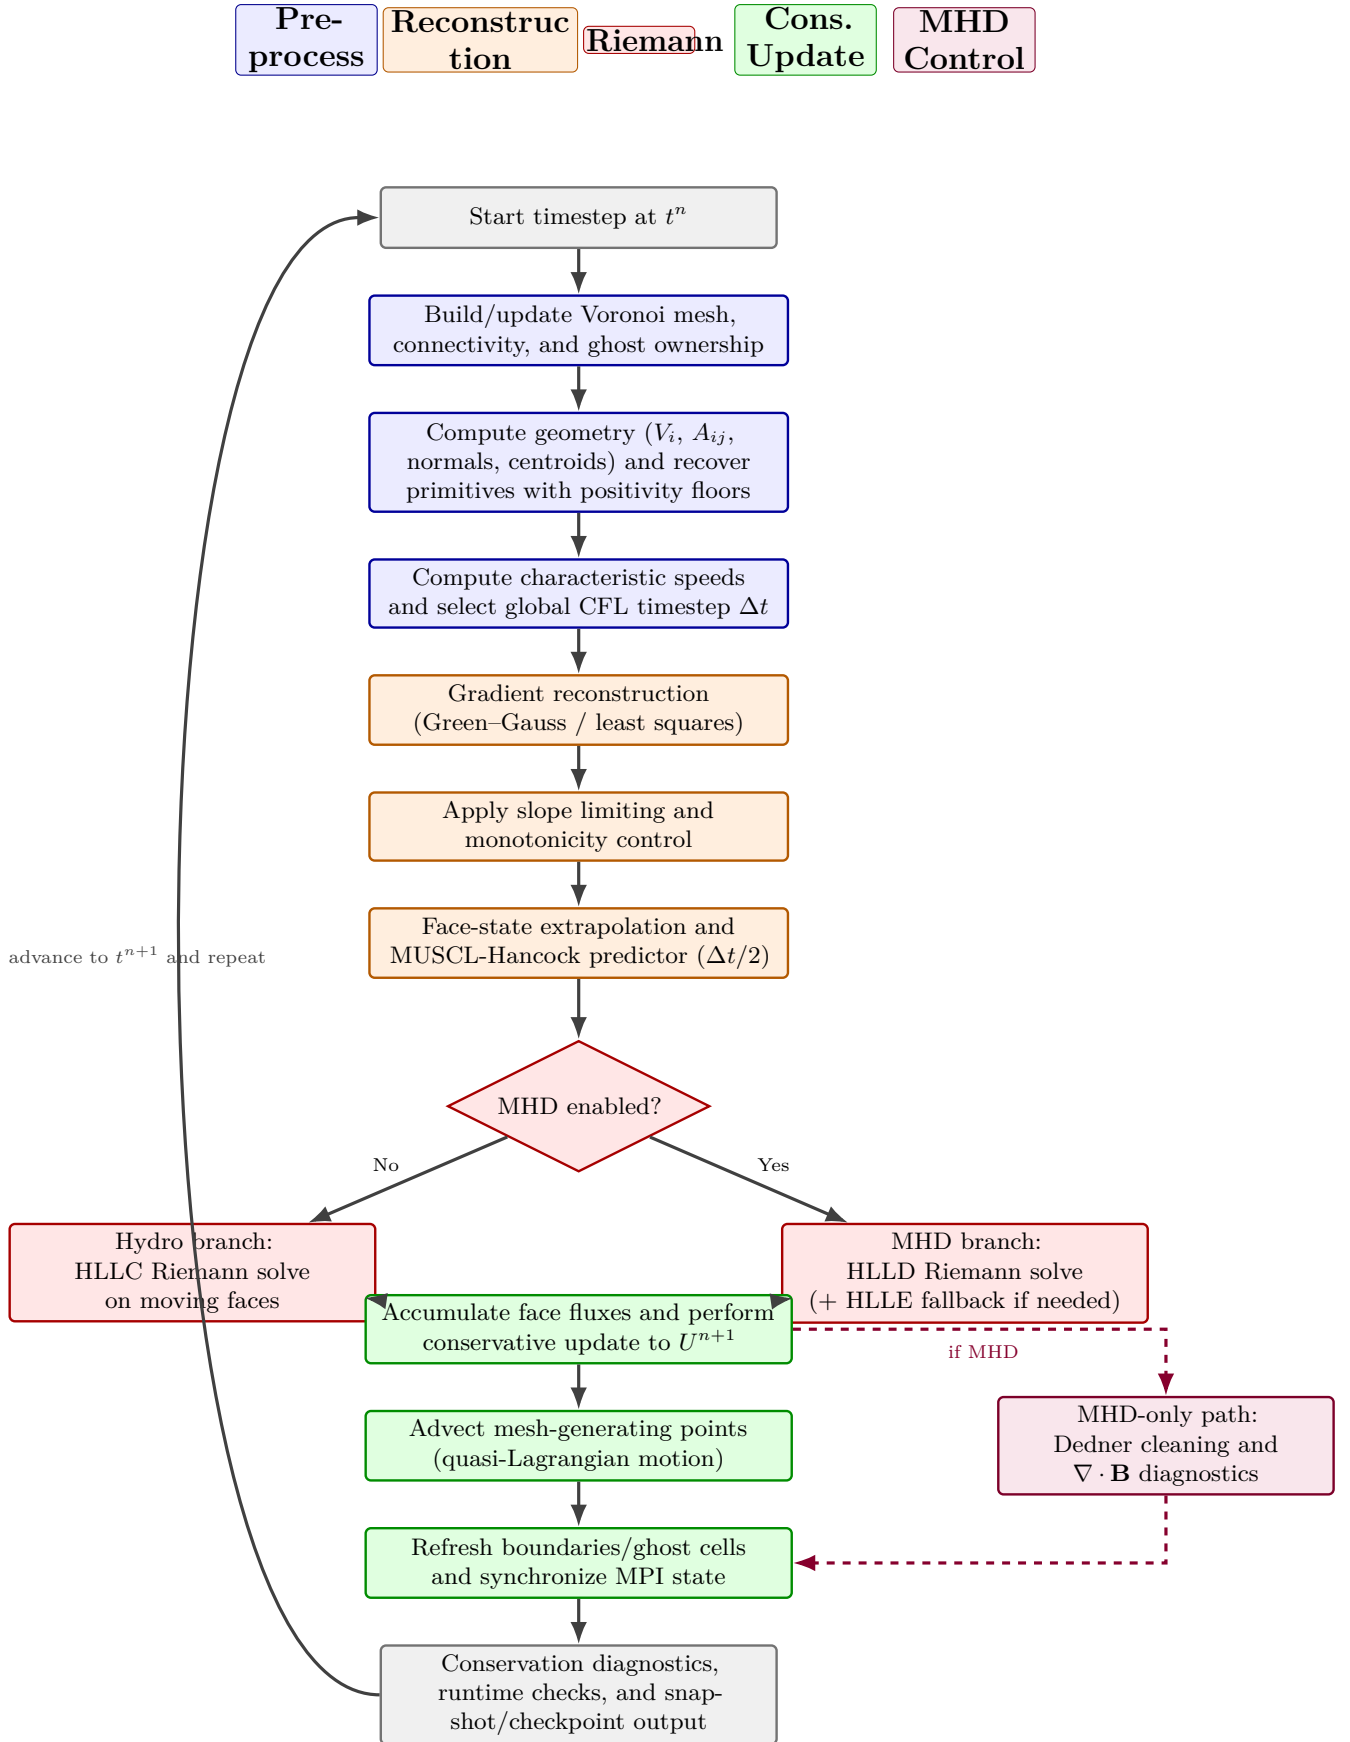 Pre-
process
Reconstruc
tion
Riemann
Cons.
Update
MHD
Control
Start timestep at tⁿ
Build/update Voronoi mesh,
connectivity, and ghost ownership
Compute geometry (V_i, A_{ij},
normals, centroids) and recover
primitives with positivity floors
Compute characteristic speeds
and select global CFL timestep Δt
Gradient reconstruction
(Green–Gauss / least squares)
Apply slope limiting and
monotonicity control
Face-state extrapolation and
MUSCL-Hancock predictor (Δt/2)
advance to tⁿ⁺¹ and repeat
MHD enabled?
No
Yes
Hydro branch:
HLLC Riemann solve
on moving faces
MHD branch:
HLLD Riemann solve
(+ HLLE fallback if needed)
Accumulate face fluxes and perform
conservative update to Uⁿ⁺¹
if MHD
Advect mesh-generating points
(quasi-Lagrangian motion)
MHD-only path:
Dedner cleaning and
∇ · B diagnostics
Refresh boundaries/ghost cells
and synchronize MPI state
Conservation diagnostics,
runtime checks, and snap-
shot/checkpoint output